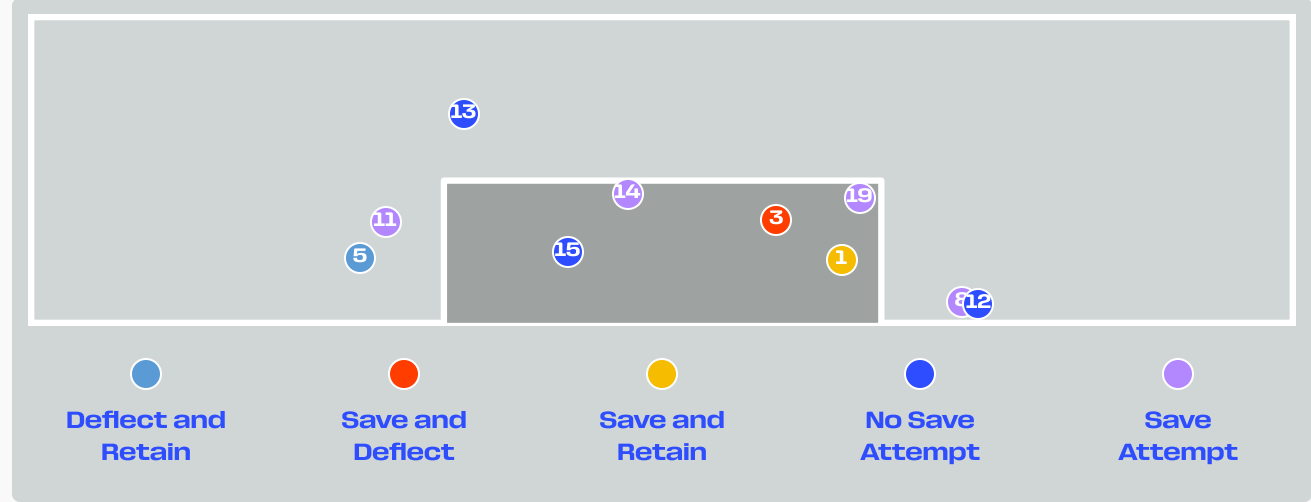 13
14
19
11
3
15
5
1
8
12
Deflect and
Retain
Save and
Deflect
Save and
Retain
No Save
Attempt
Save
Attempt